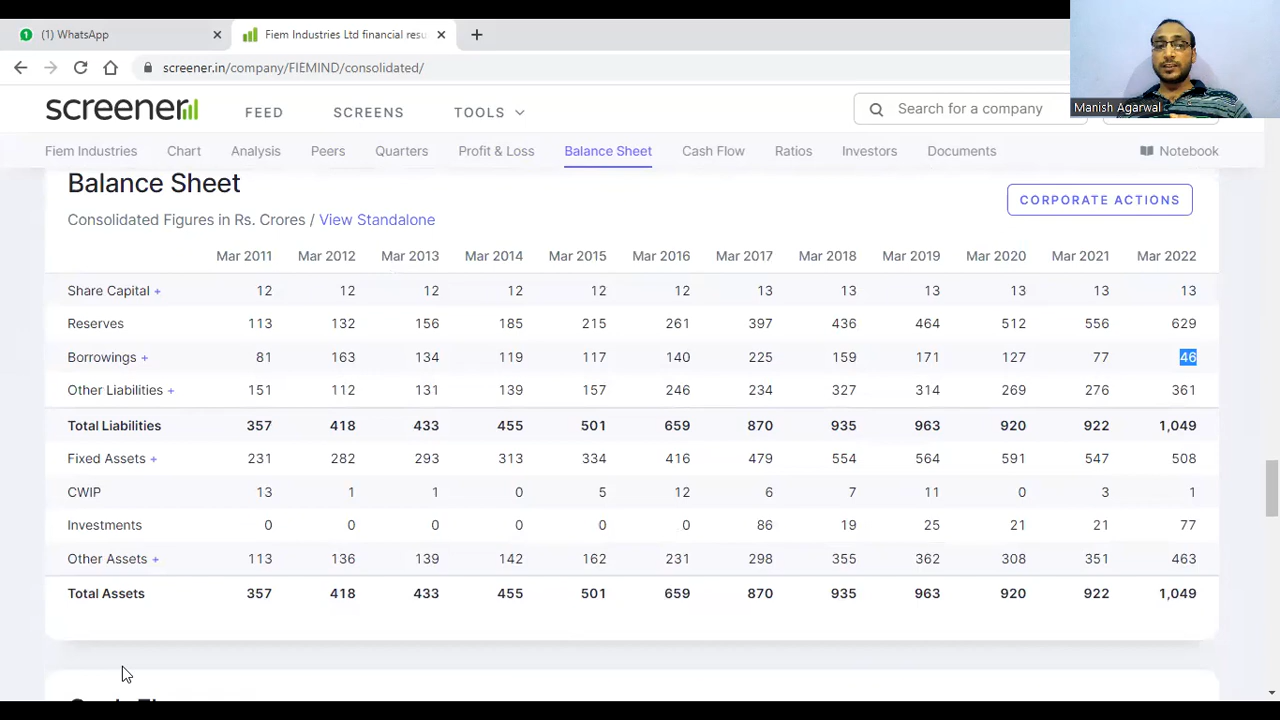 (1) WhatsApp
Fiem Industries Ltd financial resu
screener.in/company/FIEMIND/consolidated/
Manish Agarwal
screener FEED SCREENS TOOLS Search for a company
Fiem Industries Chart Analysis Peers Quarters Profit & Loss Balance Sheet Cash Flow Ratios Investors Documents Notebook
Balance Sheet
CORPORATE ACTIONS
Consolidated Figures in Rs. Crores / View Standalone
Mar 2011 Mar 2012 Mar 2013 Mar 2014 Mar 2015 Mar 2016 Mar 2017 Mar 2018 Mar 2019 Mar 2020 Mar 2021 Mar 2022
Share Capital + 12 12 12 12 12 12 13 13 13 13 13 13
Reserves 113 132 156 185 215 261 397 436 464 512 556 629
Borrowings + 81 163 134 119 117 140 225 159 171 127 77 46
Other Liabilities + 151 112 131 139 157 246 234 327 314 269 276 361
Total Liabilities 357 418 433 455 501 659 870 935 963 920 922 1,049
Fixed Assets + 231 282 293 313 334 416 479 554 564 591 547 508
CWIP 13 1 1 0 5 12 6 7 11 0 3 1
Investments 0 0 0 0 0 0 86 19 25 21 21 77
Other Assets + 113 136 139 142 162 231 298 355 362 308 351 463
Total Assets 357 418 433 455 501 659 870 935 963 920 922 1,049